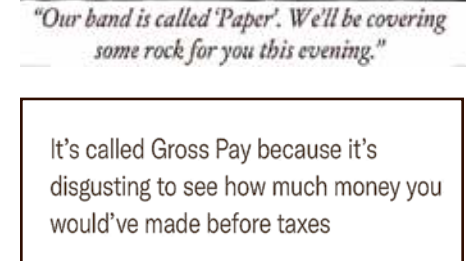 "Our band is called 'Paper'. We'll be covering
some rock for you this evening."
It's called Gross Pay because it's
disgusting to see how much money you
would've made before taxes